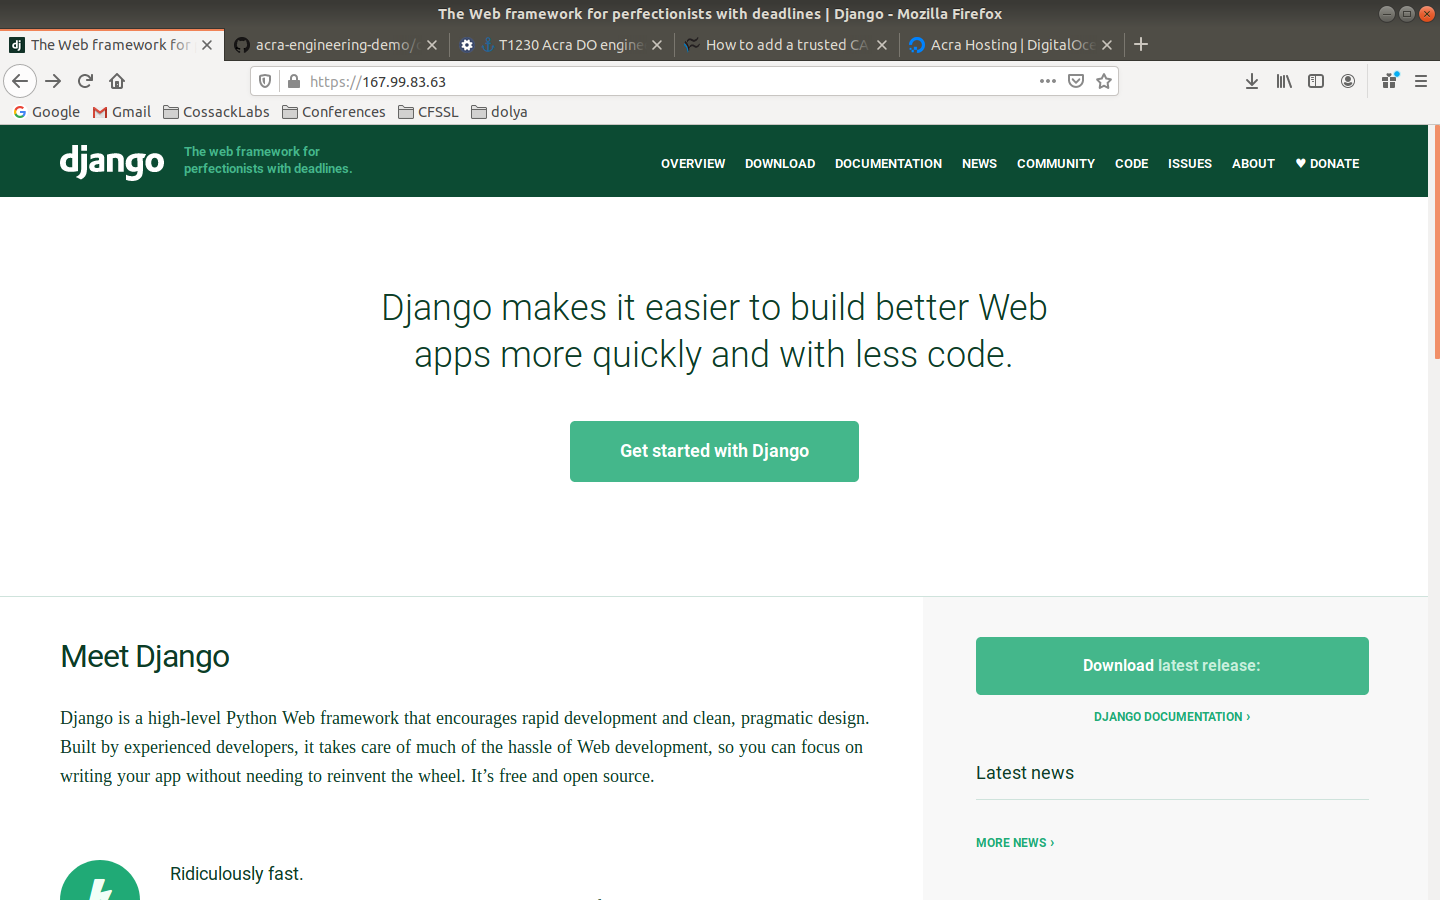 The Web framework for perfectionists with deadlines | Django - Mozilla Firefox
The Web framework for
acra-engineering-demo/
T1230 Acra DO engine
How to add a trusted CA
Acra Hosting | DigitalOce
https://167.99.83.63
Google Gmail CossackLabs Conferences CFSSL dolya
django
The web framework for
perfectionists with deadlines.
OVERVIEW DOWNLOAD DOCUMENTATION NEWS COMMUNITY CODE ISSUES ABOUT ♥ DONATE
Django makes it easier to build better Web
apps more quickly and with less code.
Get started with Django
Meet Django
Django is a high-level Python Web framework that encourages rapid development and clean, pragmatic design.
Built by experienced developers, it takes care of much of the hassle of Web development, so you can focus on
writing your app without needing to reinvent the wheel. It’s free and open source.
Ridiculously fast.
Download latest release:
DJANGO DOCUMENTATION ›
Latest news
MORE NEWS ›